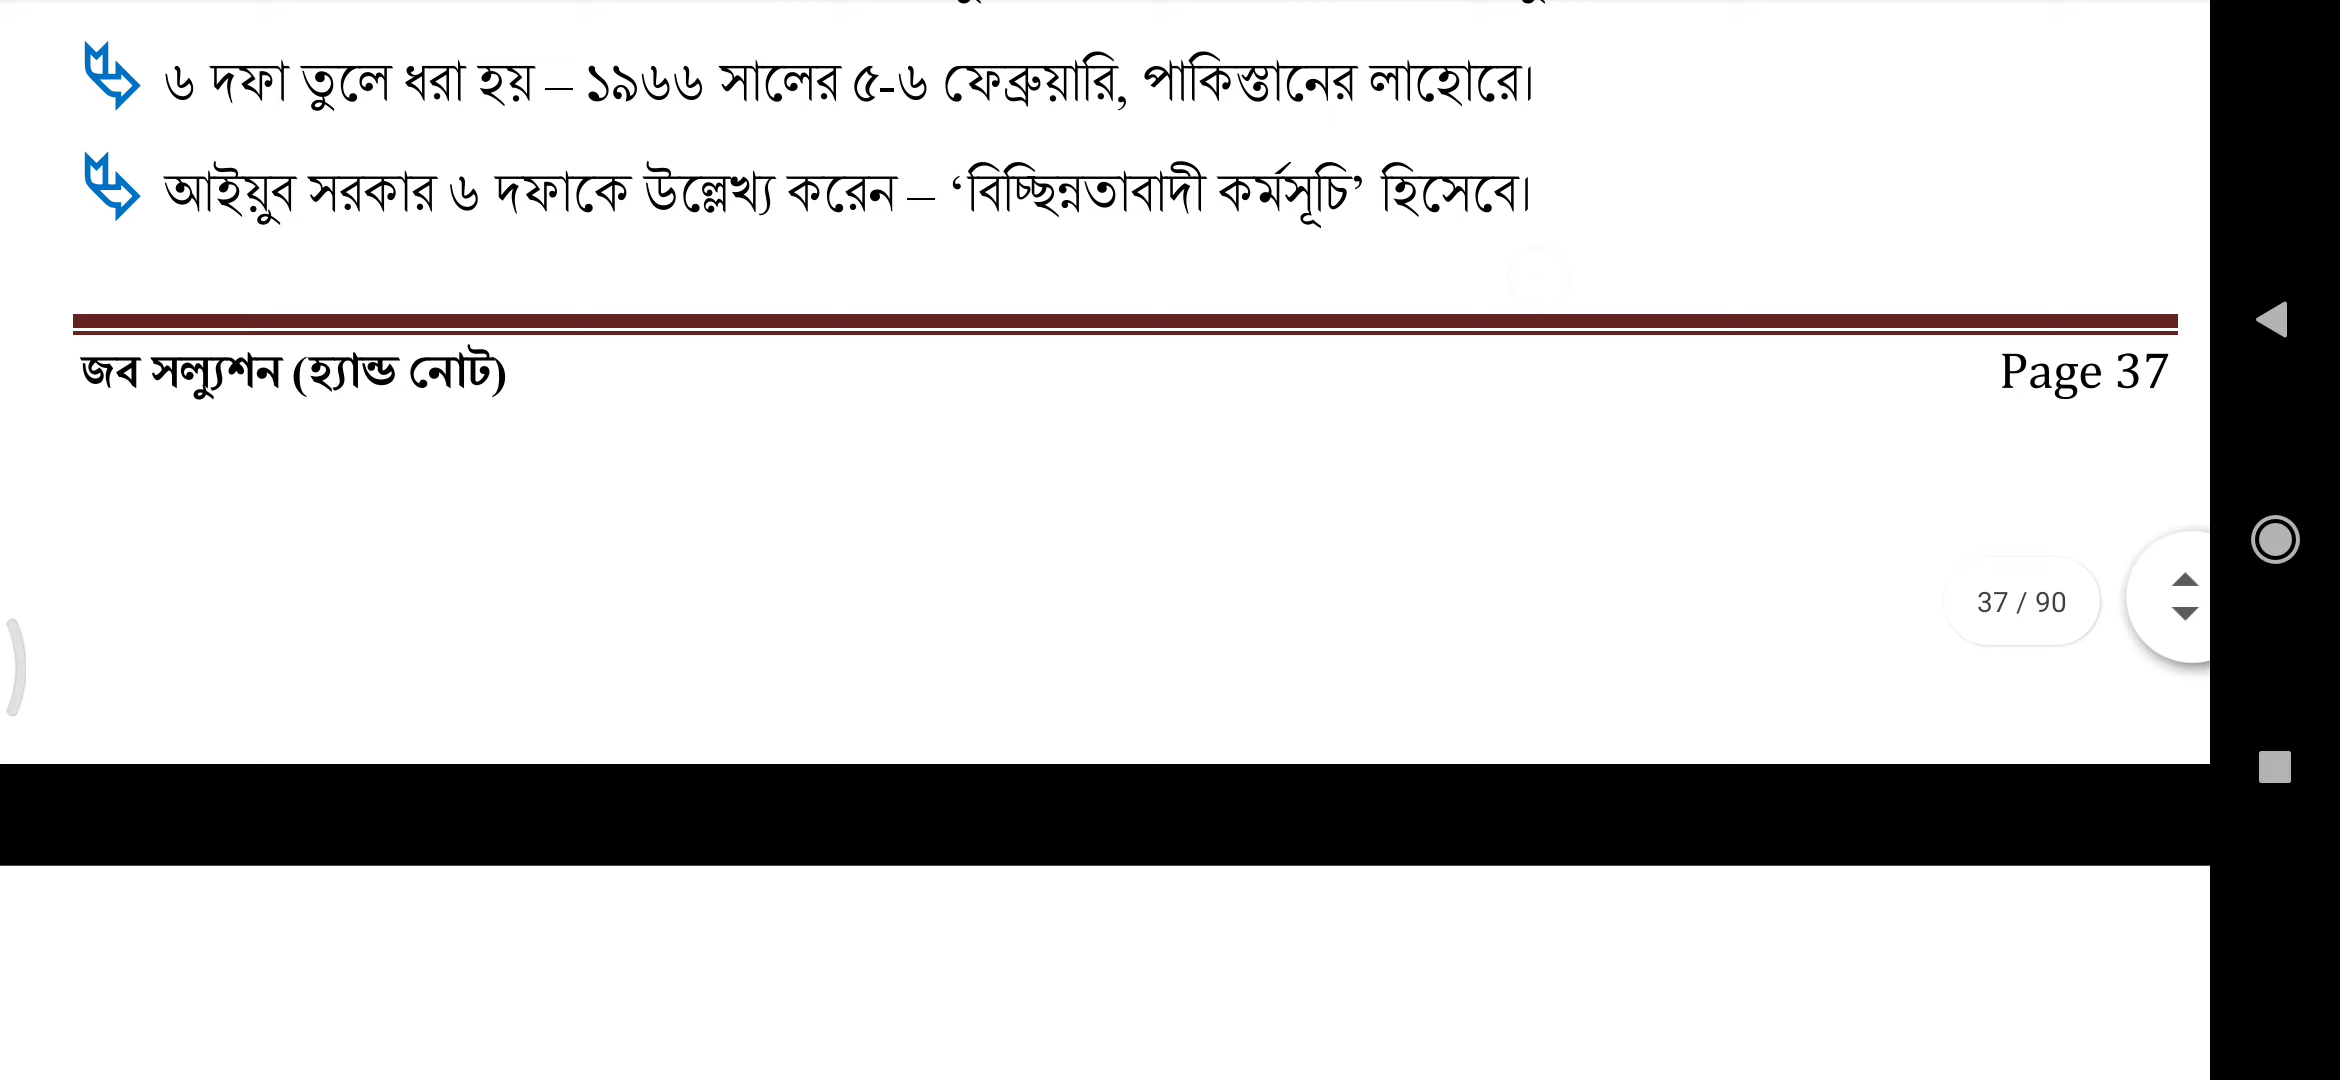 ৬ দফা তুলে ধরা হয় – ১৯৬৬ সালের ৫-৬ ফেব্রুয়ারি, পাকিস্তানের লাহোরে।
আইয়ুব সরকার ৬ দফাকে উল্লেখ্য করেন – ‘বিচ্ছিন্নতাবাদী কর্মসূচি’ হিসেবে।
জব সল্যুশন (হ্যান্ড নোট) Page 37
37 / 90